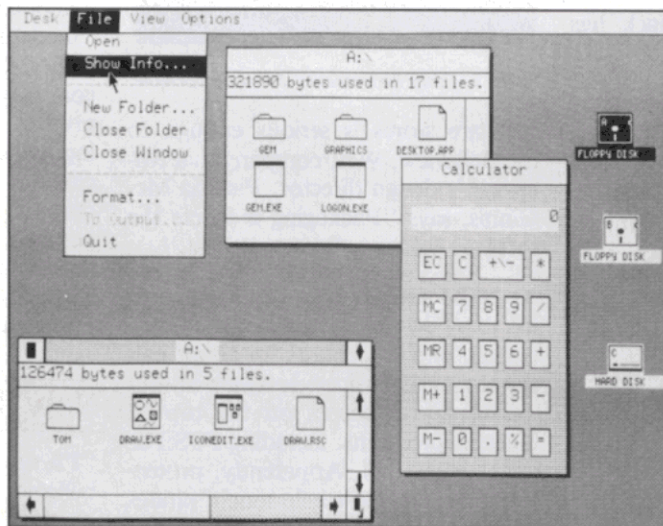 Desk File View Options
Open
Show Info...
New Folder...
Close Folder
Close Window
Format...
To Output...
Quit
A:\
321890 bytes used in 17 files.
GEM
GRAPHICS
DESKTOP.APP
GEM.EXE
LOGON.EXE
Calculator
0
EC C +\- *
MC 7 8 9 /
MR 4 5 6 +
M+ 1 2 3 -
M- 0 . % =
A
FLOPPY DISK
B
FLOPPY DISK
C
HARD DISK
A:\
126474 bytes used in 5 files.
TOM
DRAW.EXE
ICONEDIT.EXE
DRAW.RSC